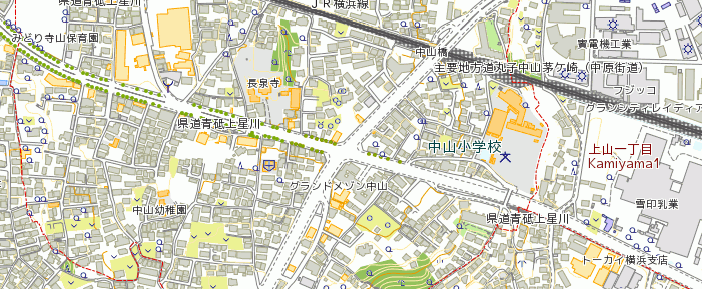 県道青砥上星川
ＪＲ横浜線
みどり寺山保育園
中山橋
寳電機工業
主要地方道丸子中山茅ケ崎（中原街道）
長泉寺
フジッコ
グランシティレイディア
県道青砥上星川
中山小学校
上山一丁目
Kamiyama1
グランドメゾン中山
中山幼稚園
雪印乳業
県道青砥上星川
トーカイ横浜支店